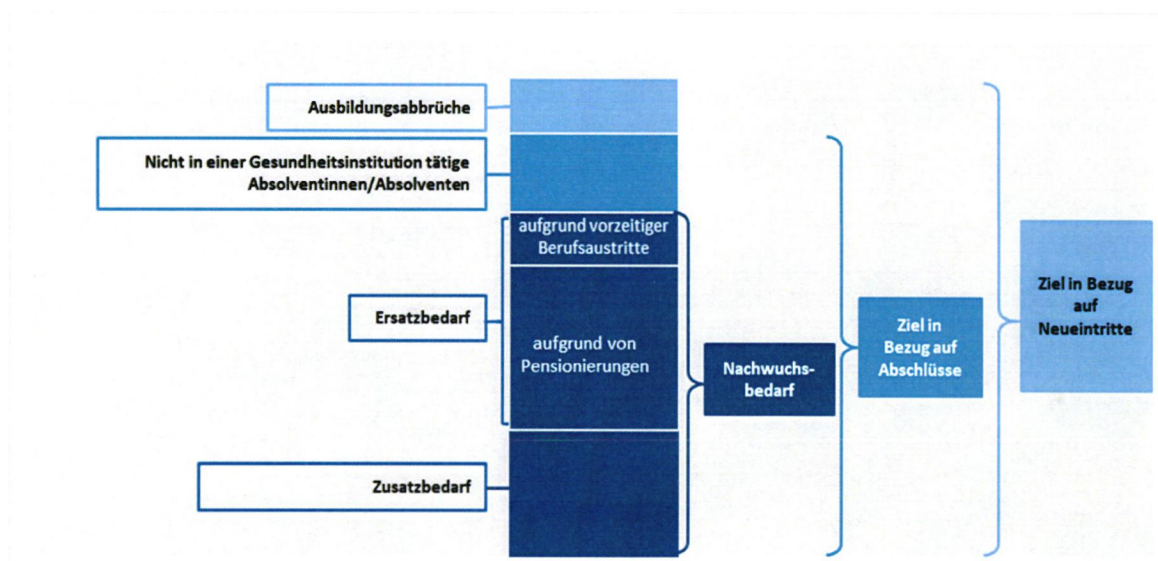 Ausbildungsabbrüche
Nicht in einer Gesundheitsinstitution tätige
Absolventinnen/Absolventen
aufgrund vorzeitiger
Berufsaustritte
Ersatzbedarf
aufgrund von
Pensionierungen
Zusatzbedarf
Nachwuchs-
bedarf
Ziel in
Bezug auf
Abschlüsse
Ziel in Bezug
auf
Neueintritte